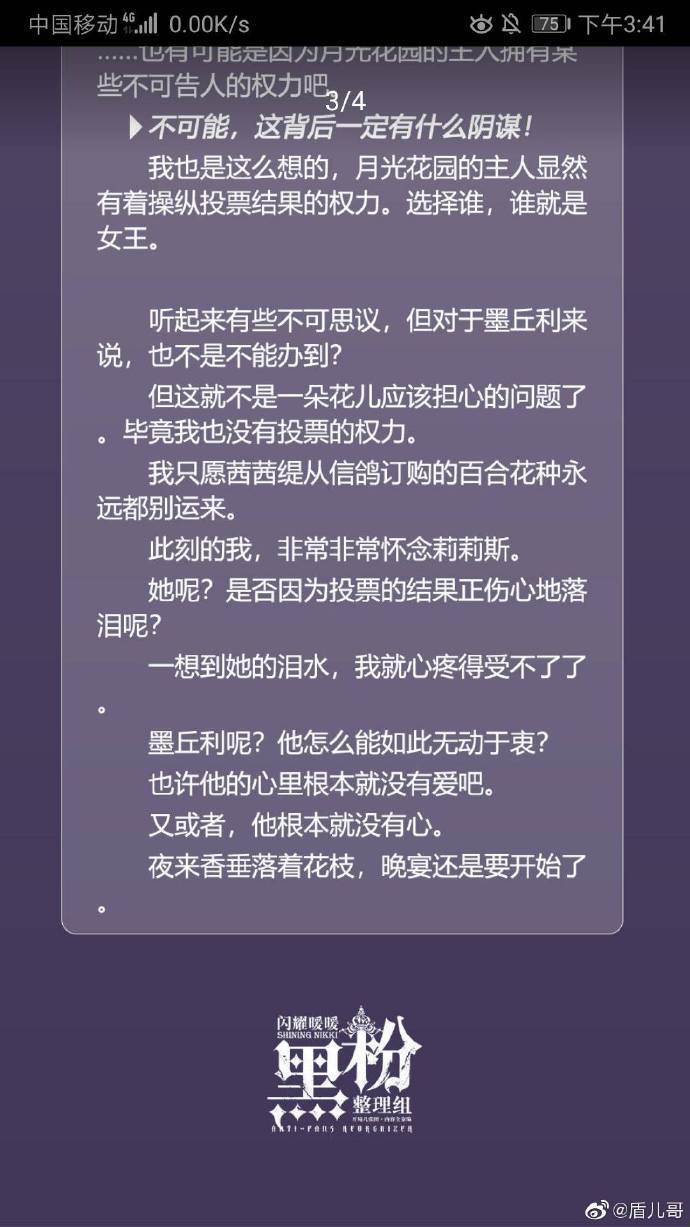 中国移动 4G 0.00K/s 75 下午3:41
……也有可能是因为月光花园的主人拥有某
些不可告人的权力吧。
3/4
▶不可能，这背后一定有什么阴谋！
我也是这么想的，月光花园的主人显然
有着操纵投票结果的权力。选择谁，谁就是
女王。
听起来有些不可思议，但对于墨丘利来
说，也不是不能办到？
但这就不是一朵花儿应该担心的问题了
。毕竟我也没有投票的权力。
我只愿茜茜缇从信鸽订购的百合花种永
远都别运来。
此刻的我，非常非常怀念莉莉斯。
她呢？是否因为投票的结果正伤心地落
泪呢？
一想到她的泪水，我就心疼得受不了了
。
墨丘利呢？他怎么能如此无动于衷？
也许他的心里根本就没有爱吧。
又或者，他根本就没有心。
夜来香垂落着花枝，晚宴还是要开始了
。
闪耀暖暖
SHINING NIKKI
黑粉
整理组
ANTI-FANS REORGNIZER
@盾儿哥